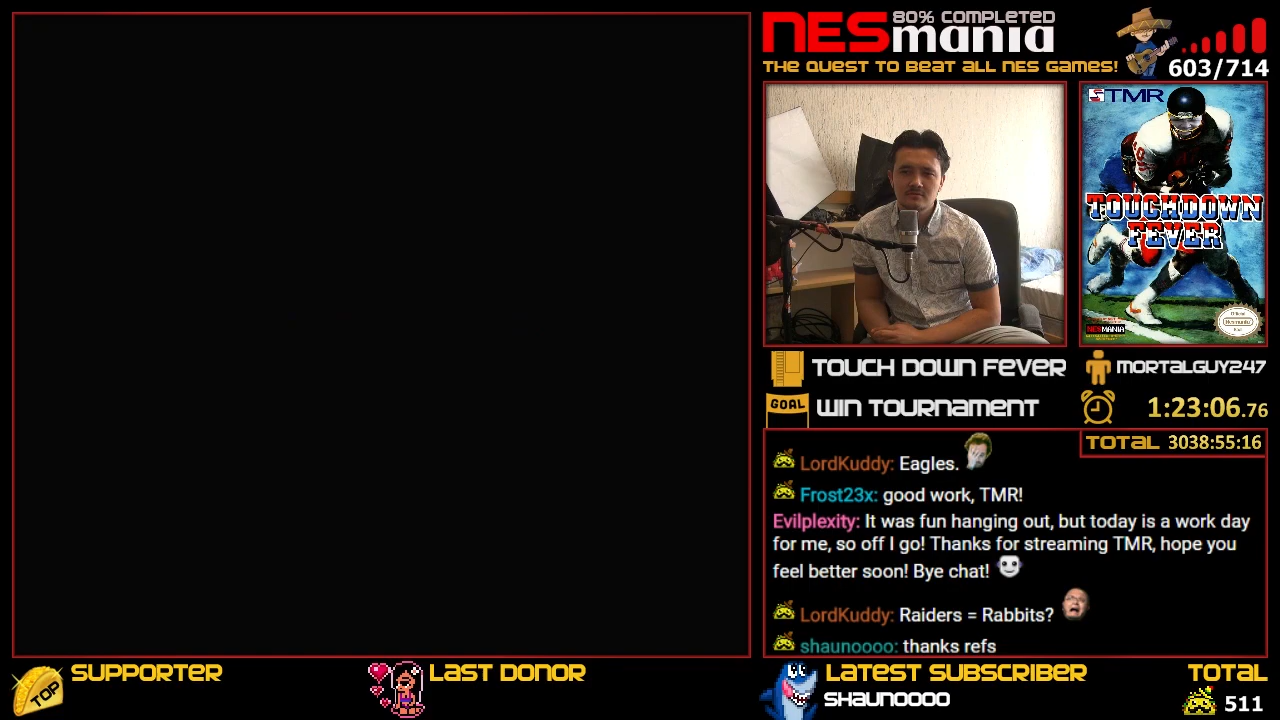 NESmania
80% COMPLETED
THE QUEST TO BEAT ALL NES GAMES!
603/714
TMR
TOUCHDOWN
FEVER
NESMANIA
TOUCH DOWN FEVER
MORTALGUY247
GOAL
WIN TOURNAMENT
1:23:06.76
TOTAL 3038:55:16
LordKuddy: Eagles.
Frost23x: good work, TMR!
Evilplexity: It was fun hanging out, but today is a work day
for me, so off I go! Thanks for streaming TMR, hope you
feel better soon! Bye chat!
LordKuddy: Raiders = Rabbits?
shaunoooo: thanks refs
TOP
SUPPORTER
LAST DONOR
LATEST SUBSCRIBER
SHAUNOOOO
TOTAL
511